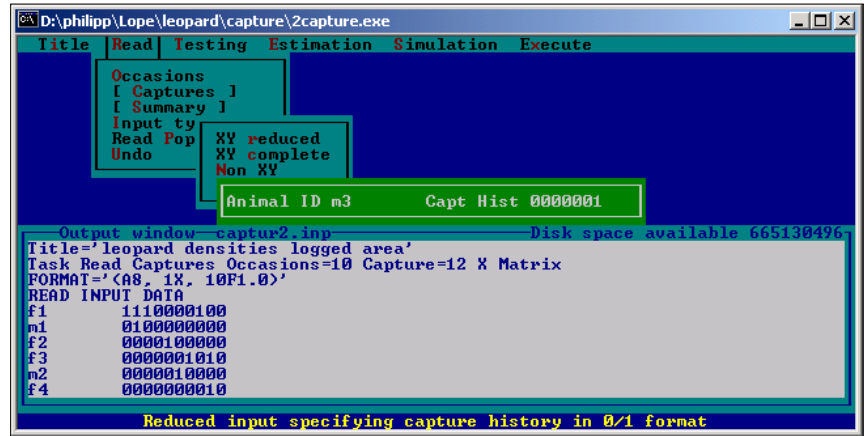 D:\philipp\Lope\leopard\capture\2capture.exe
Title Read Testing Estimation Simulation Execute
Occasions
[ Captures ]
[ Summary ]
Input ty
Read Pop
Undo
XY reduced
XY complete
Non XY
Animal ID m3 Capt Hist 0000001
Output window captur2.inp Disk space available 665130496
Title='leopard densities logged area'
Task Read Captures Occasions=10 Capture=12 X Matrix
FORMAT='(A8, 1X, 10F1.0)'
READ INPUT DATA
f1 1110000100
m1 0100000000
f2 0000100000
f3 0000001010
m2 0000010000
f4 0000000010
Reduced input specifying capture history in 0/1 format